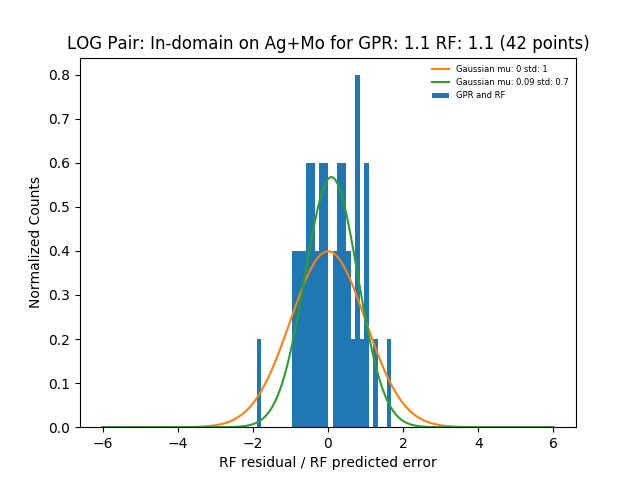 LOG Pair: In-domain on Ag+Mo for GPR: 1.1 RF: 1.1 (42 points)
Gaussian mu: 0 std: 1
Gaussian mu: 0.09 std: 0.7
GPR and RF
Normalized Counts
0.8
0.7
0.6
0.5
0.4
0.3
0.2
0.1
0.0
−6 −4 −2 0 2 4 6
RF residual / RF predicted error